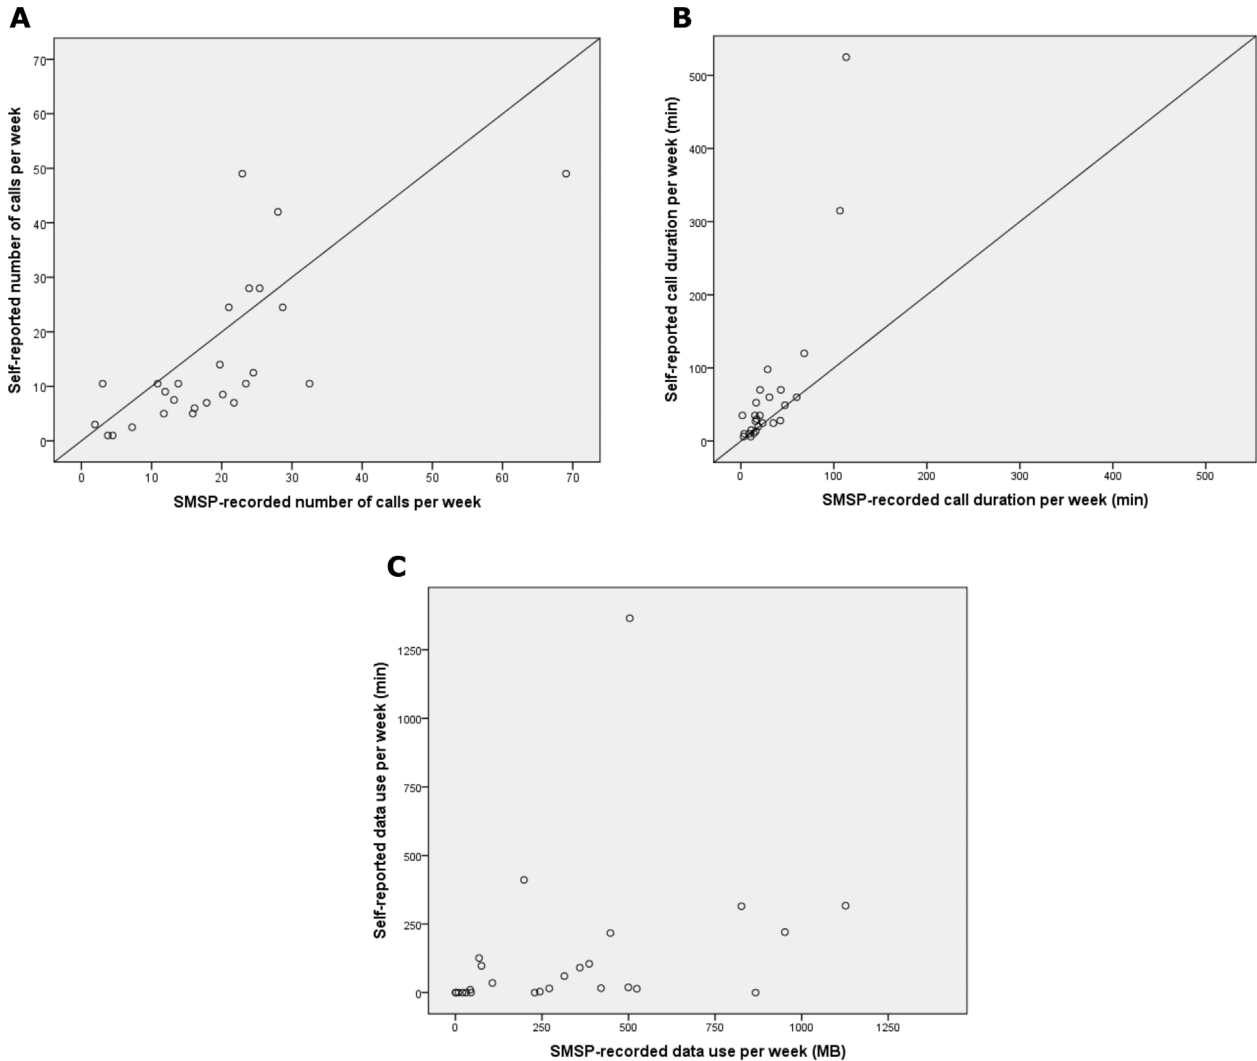 A
Self-reported number of calls per week
70
60
50
40
30
20
10
0
0 10 20 30 40 50 60 70
SMSP-recorded number of calls per week
B
Self-reported call duration per week (min)
500
400
300
200
100
0
0 100 200 300 400 500
SMSP-recorded call duration per week (min)
C
Self-reported data use per week (min)
1250
1000
750
500
250
0
0 250 500 750 1000 1250
SMSP-recorded data use per week (MB)